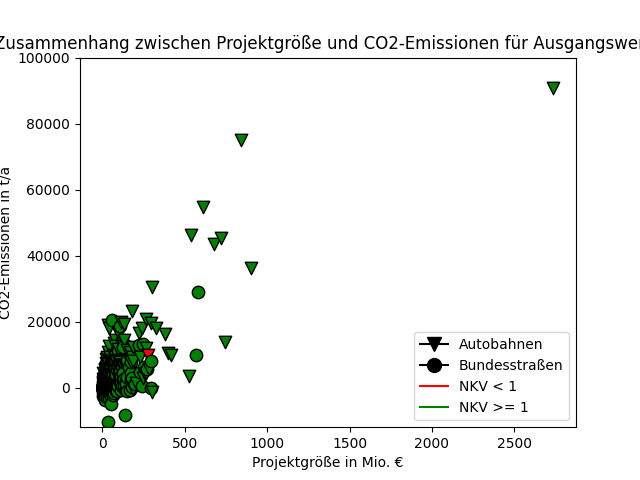 Zusammenhang zwischen Projektgröße und CO2-Emissionen für
CO2-Emissionen in t/a
100000
80000
60000
40000
20000
0
0
500
1000
1500
2000
2500
Projektgröße in Mio. €
Autobahnen
Bundesstraßen
NKV < 1
NKV >= 1